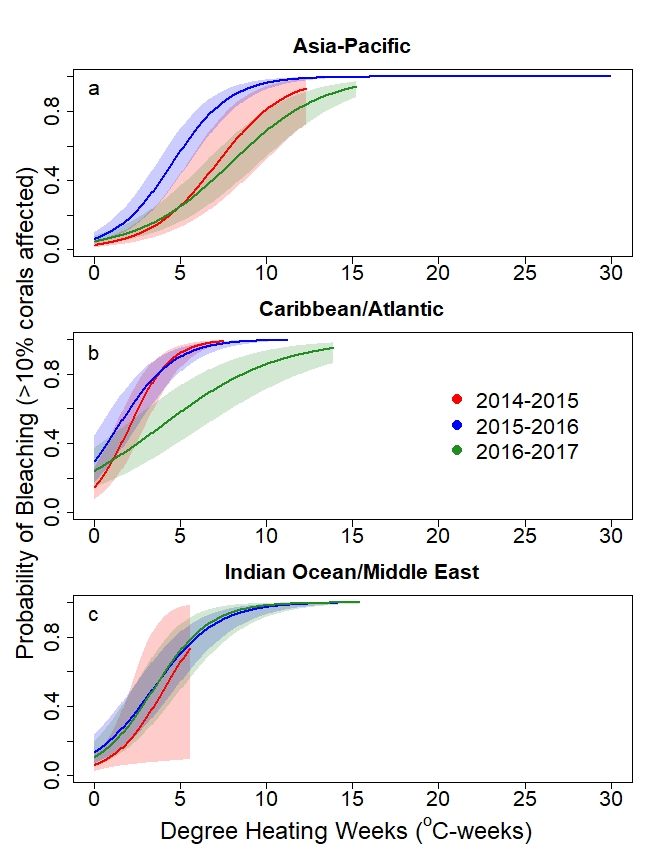 Asia-Pacific
a
0.8
0.4
0.0
0 5 10 15 20 25 30
Caribbean/Atlantic
b
0.8
0.4
0.0
2014-2015
2015-2016
2016-2017
0 5 10 15 20 25 30
Indian Ocean/Middle East
c
0.8
0.4
0.0
0 5 10 15 20 25 30
Probability of Bleaching (>10% corals affected)
Degree Heating Weeks (°C-weeks)